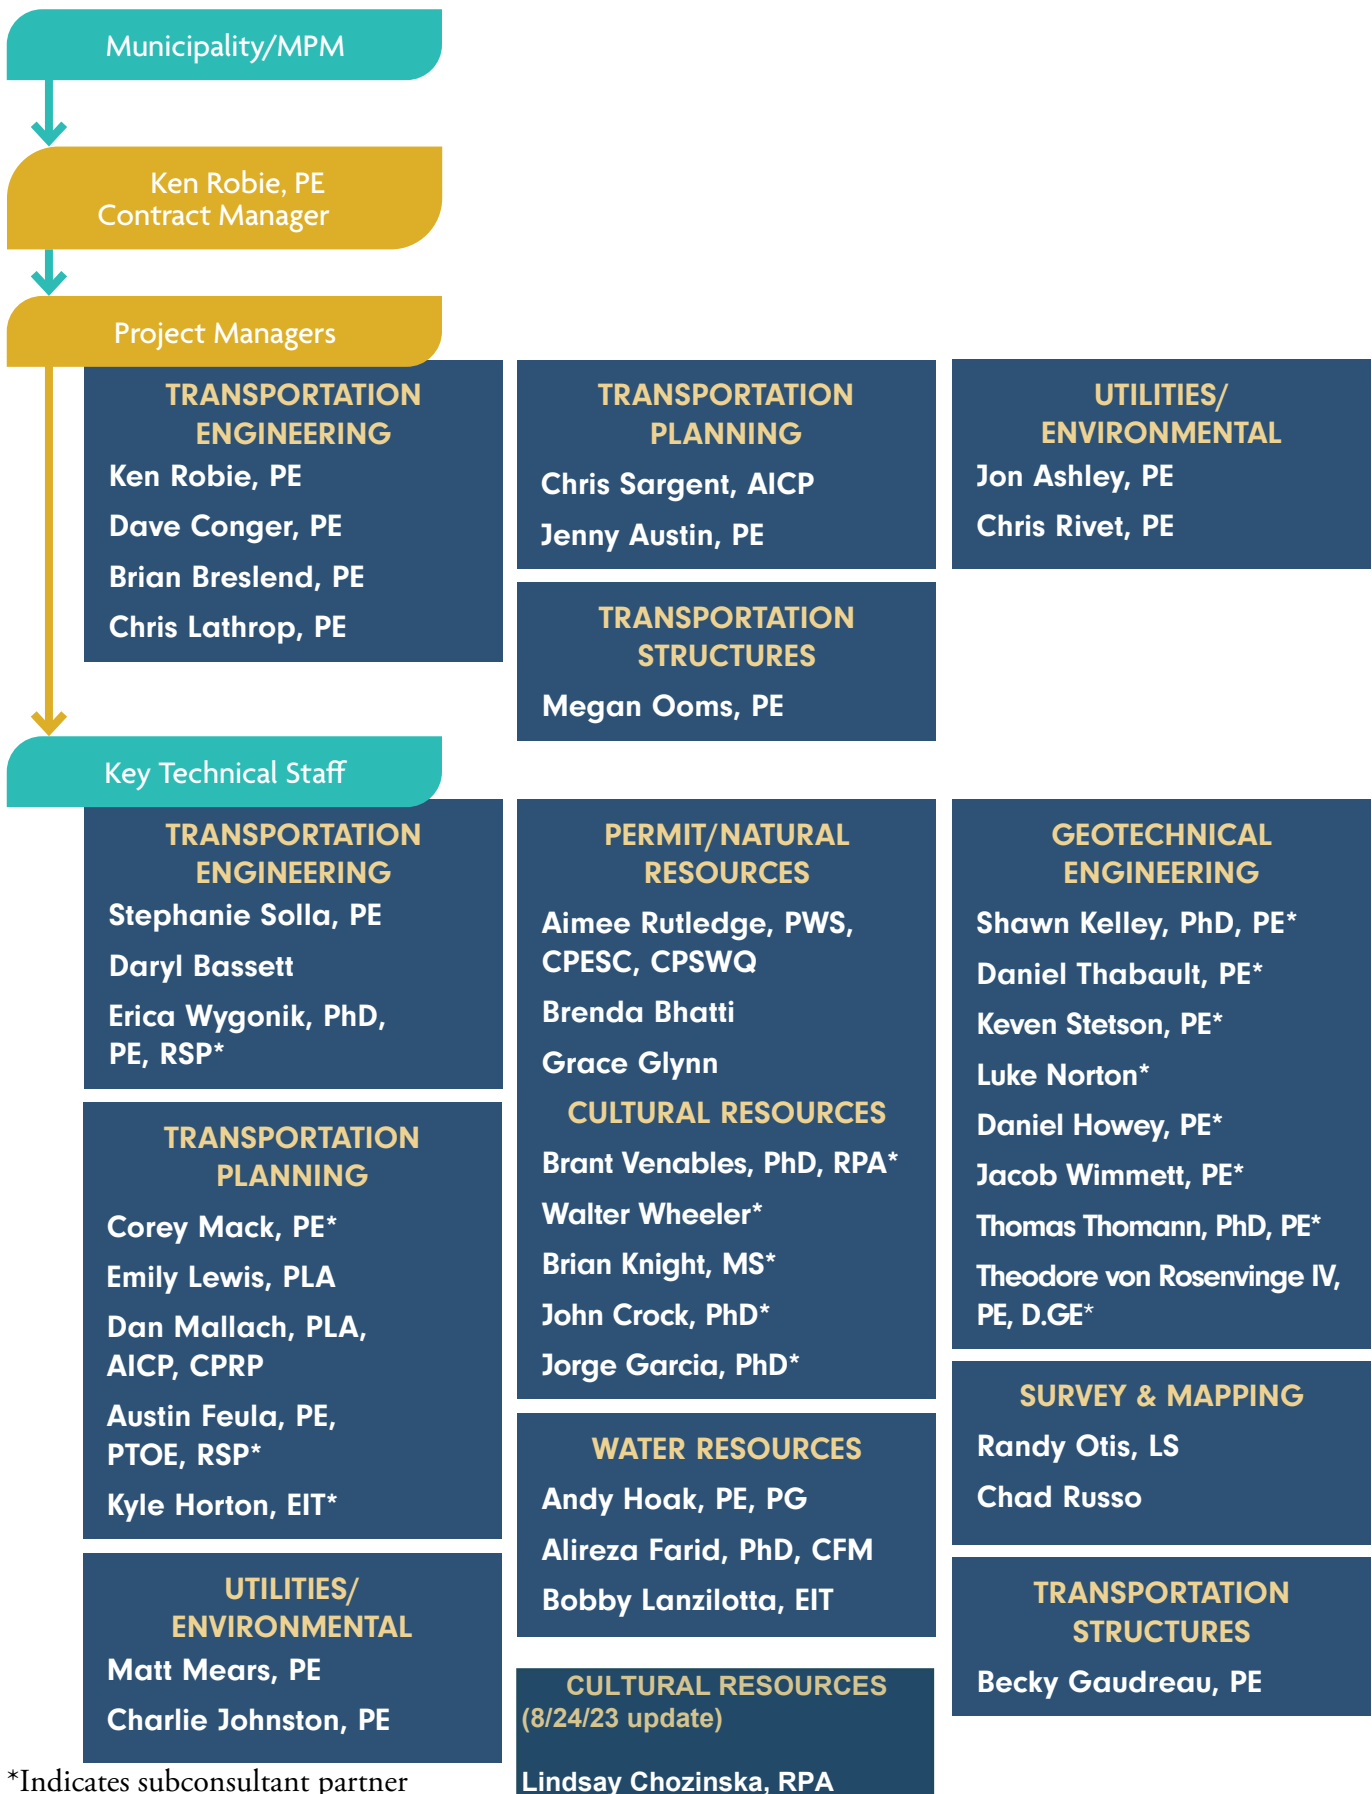 Municipality/MPM
Ken Robie, PE
Contract Manager
Project Managers
TRANSPORTATION
ENGINEERING
Ken Robie, PE
Dave Conger, PE
Brian Breslend, PE
Chris Lathrop, PE
TRANSPORTATION
PLANNING
Chris Sargent, AICP
Jenny Austin, PE
UTILITIES/
ENVIRONMENTAL
Jon Ashley, PE
Chris Rivet, PE
TRANSPORTATION
STRUCTURES
Megan Ooms, PE
Key Technical Staff
TRANSPORTATION
ENGINEERING
Stephanie Solla, PE
Daryl Bassett
Erica Wygonik, PhD,
PE, RSP*
TRANSPORTATION
PLANNING
Corey Mack, PE*
Emily Lewis, PLA
Dan Mallach, PLA,
AICP, CPRP
Austin Feula, PE,
PTOE, RSP*
Kyle Horton, EIT*
UTILITIES/
ENVIRONMENTAL
Matt Mears, PE
Charlie Johnston, PE
PERMIT/NATURAL
RESOURCES
Aimee Rutledge, PWS,
CPESC, CPSWQ
Brenda Bhatti
Grace Glynn
CULTURAL RESOURCES
Brant Venables, PhD, RPA*
Walter Wheeler*
Brian Knight, MS*
John Crock, PhD*
Jorge Garcia, PhD*
WATER RESOURCES
Andy Hoak, PE, PG
Alireza Farid, PhD, CFM
Bobby Lanzilotta, EIT
CULTURAL RESOURCES
(8/24/23 update)
Lindsay Chozinska, RPA
GEOTECHNICAL
ENGINEERING
Shawn Kelley, PhD, PE*
Daniel Thabault, PE*
Keven Stetson, PE*
Luke Norton*
Daniel Howey, PE*
Jacob Wimmett, PE*
Thomas Thomann, PhD, PE*
Theodore von Rosenvinge IV,
PE, D.GE*
SURVEY & MAPPING
Randy Otis, LS
Chad Russo
TRANSPORTATION
STRUCTURES
Becky Gaudreau, PE
*Indicates subconsultant partner